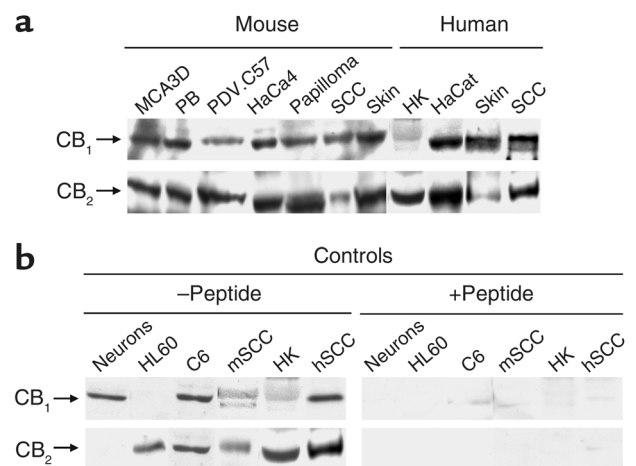 a
Mouse Human
MCA3D PB PDV.C57 HaCa4 Papilloma SCC Skin HK HaCat Skin SCC
CB1
CB2
b
Controls
–Peptide +Peptide
Neurons HL60 C6 mSCC HK hSCC Neurons HL60 C6 mSCC HK hSCC
CB1
CB2